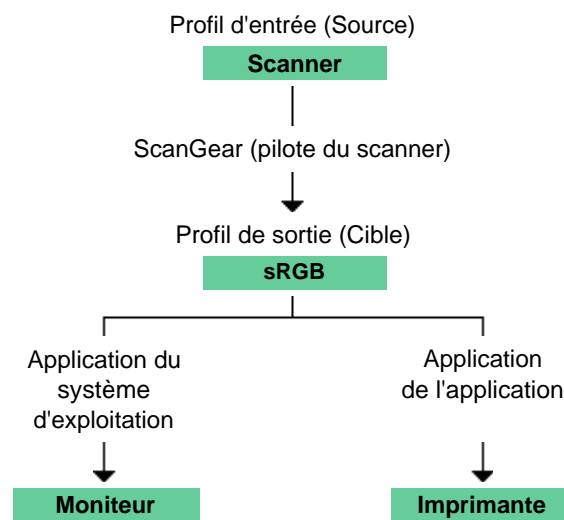 Profil d'entrée (Source)
Scanner
ScanGear (pilote du scanner)
Profil de sortie (Cible)
sRGB
Application du
système
d'exploitation
Application
de l'application
Moniteur
Imprimante